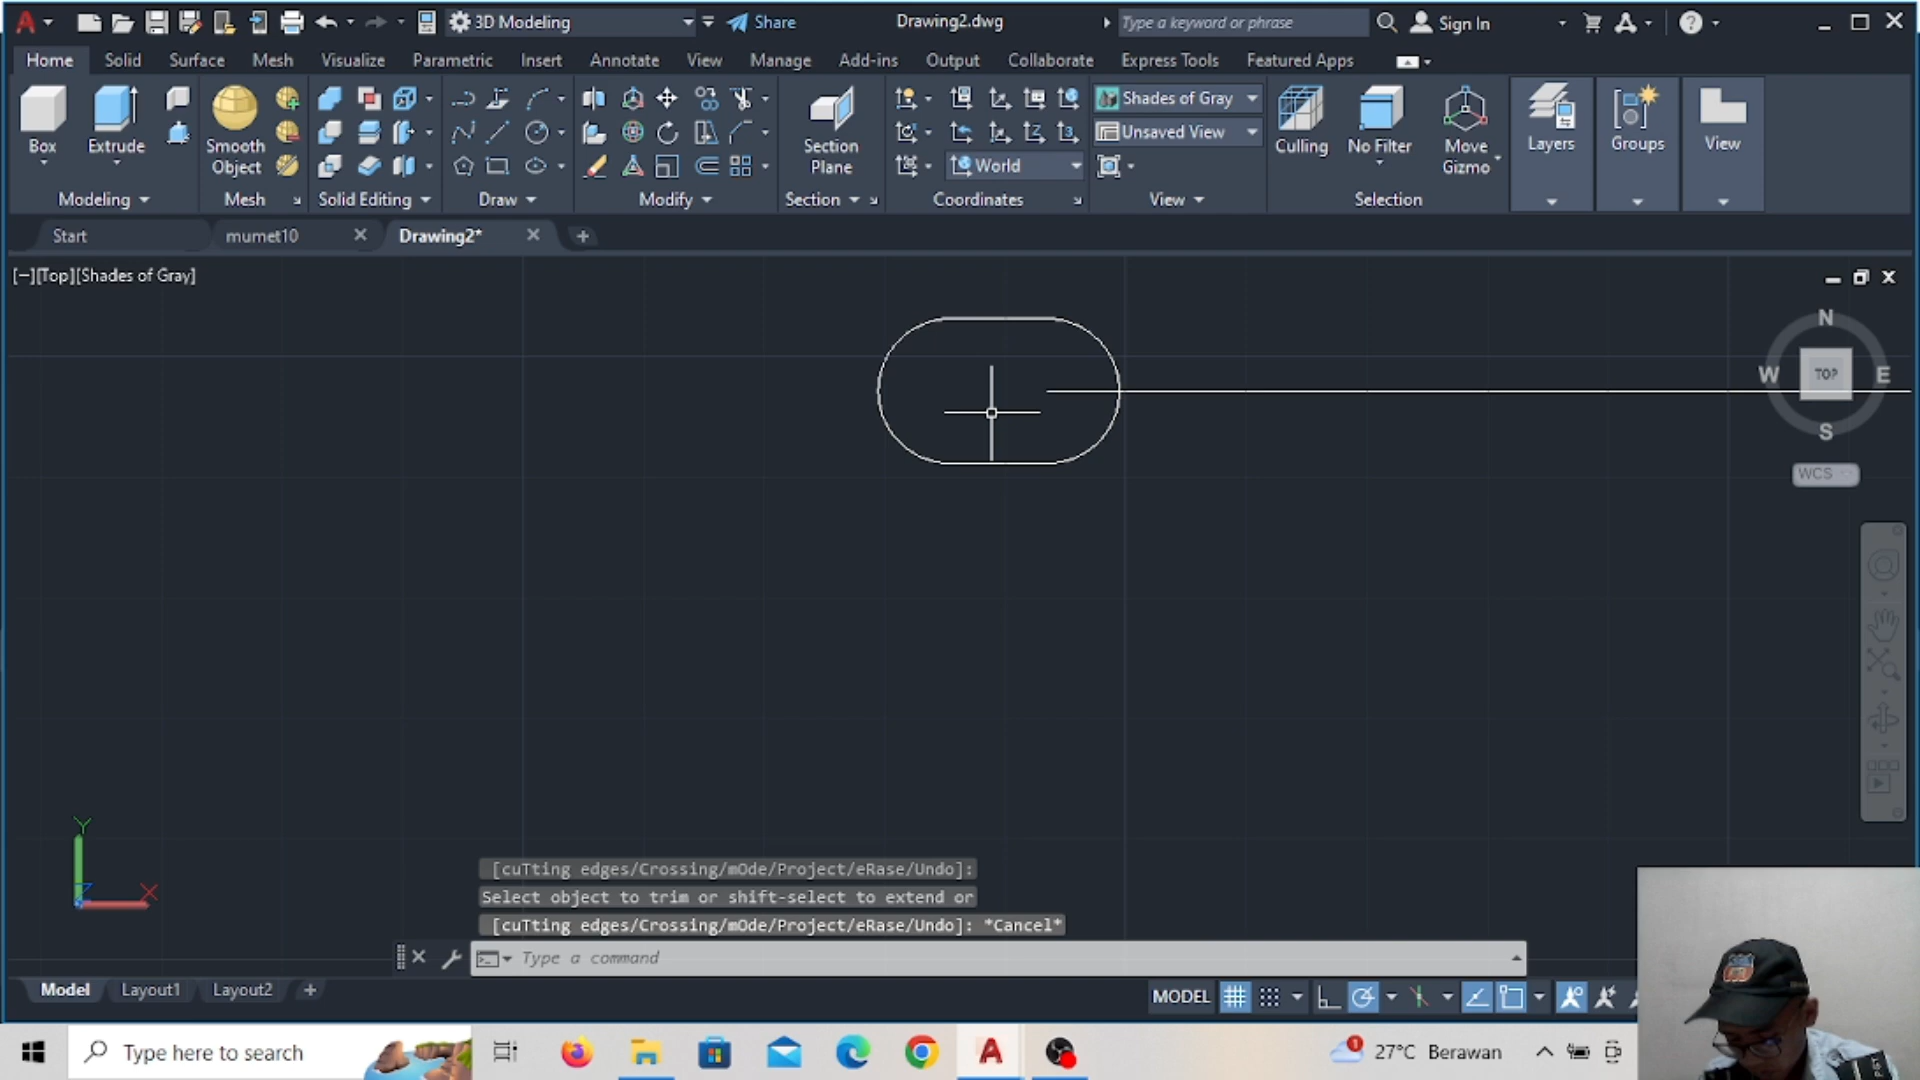 3D Modeling
Share
Drawing2.dwg
Type a keyword or phrase
Sign In
Home Solid Surface Mesh Visualize Parametric Insert Annotate View Manage Add-ins Output Collaborate Express Tools Featured Apps
Box
Extrude
Smooth Object
Section Plane
Shades of Gray
Unsaved View
World
Culling
No Filter
Move Gizmo
Layers
Groups
View
Modeling Mesh Solid Editing Draw Modify Section Coordinates View Selection
Start mumet10 Drawing2*
[−][Top][Shades of Gray]
N
W TOP E
S
WCS
Y
X
[cuTting edges/Crossing/mOde/Project/eRase/Undo]:
Select object to trim or shift-select to extend or
[cuTting edges/Crossing/mOde/Project/eRase/Undo]: *Cancel*
Type a command
Model Layout1 Layout2
MODEL
Type here to search
1
27°C Berawan